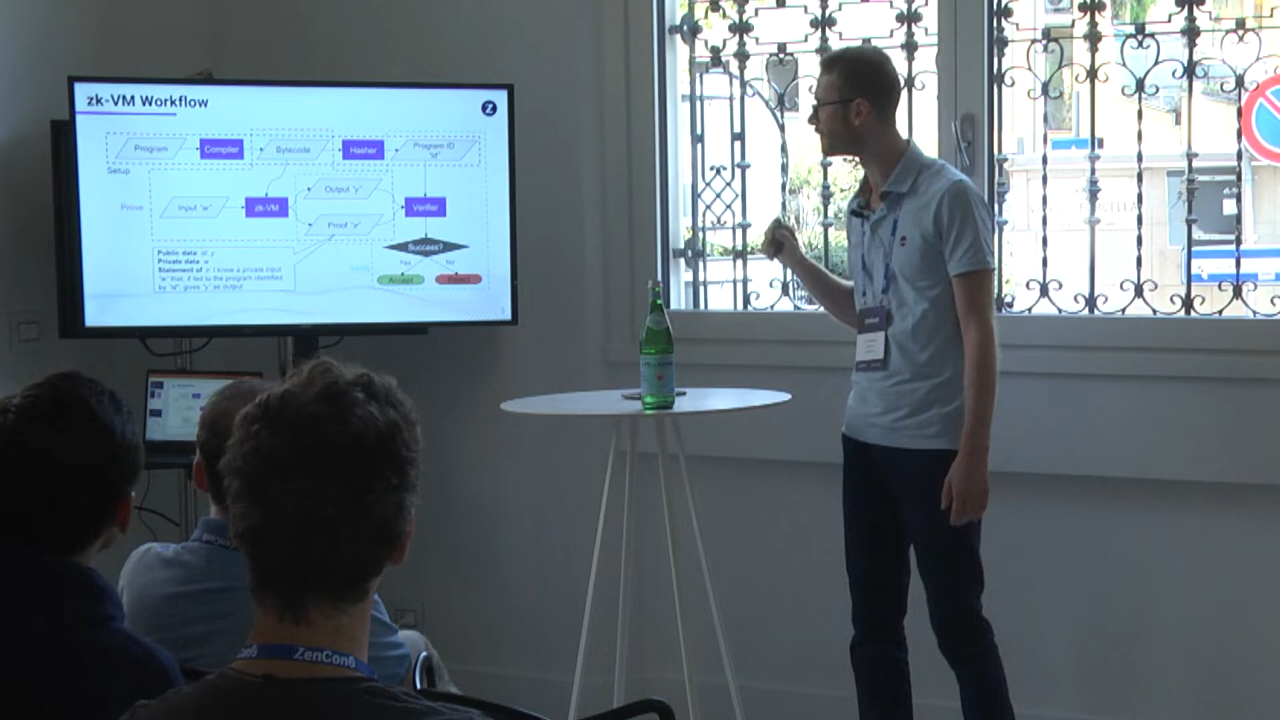 zk-VM Workflow
Z
Program
Compiler
Bytecode
Hasher
Program ID
"id"
Setup
Output "y"
Prove
Input "w"
zk-VM
Verifier
Proof "π"
Success?
Public data: id, y
Private data: w
Statement of π: I know a private input
"w" that, if fed to the program identified
by "id", gives "y" as output
Verify
Yes
No
Accept
Reject
ZenCon6